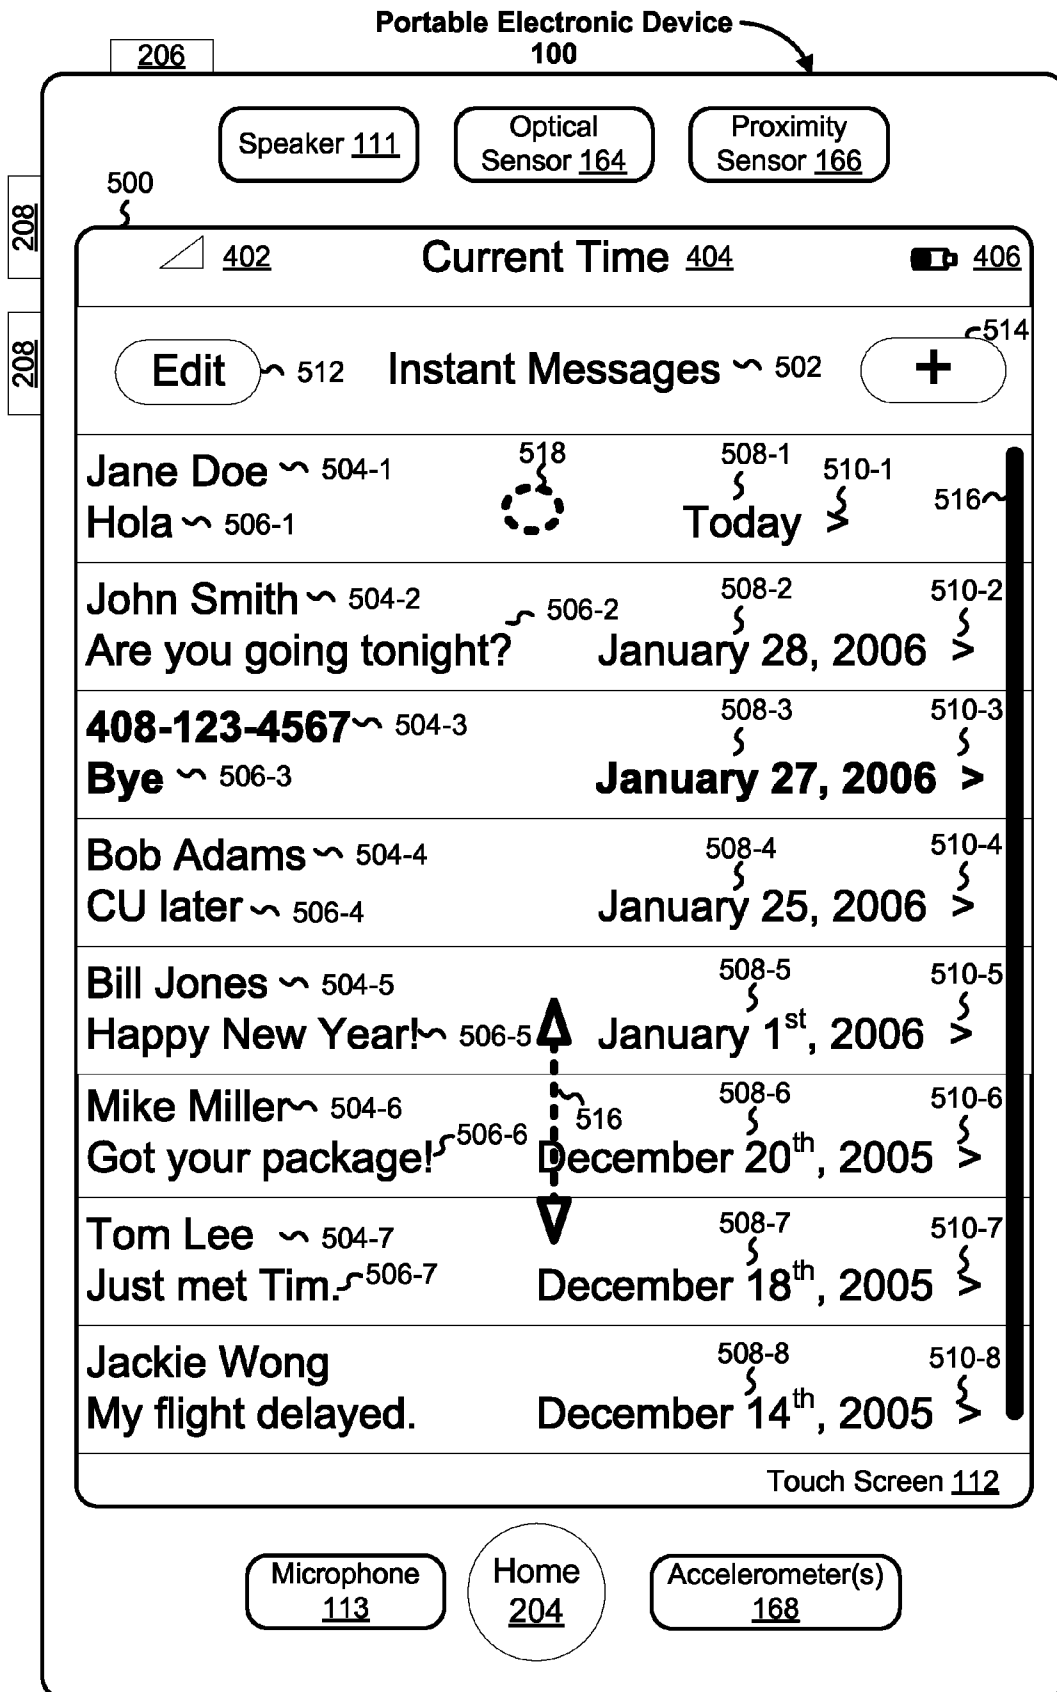 Portable Electronic Device
100
206
Speaker 111
Optical
Sensor 164
Proximity
Sensor 166
208
208
500
402 Current Time 404 406
514
Edit 512 Instant Messages 502 +
Jane Doe 504-1 518 508-1 510-1 516
Hola 506-1 Today >
John Smith 504-2 506-2 508-2 510-2
Are you going tonight? January 28, 2006 >
408-123-4567 504-3 508-3 510-3
Bye 506-3 January 27, 2006 >
Bob Adams 504-4 508-4 510-4
CU later 506-4 January 25, 2006 >
Bill Jones 504-5 508-5 510-5
Happy New Year! 506-5 January 1st, 2006 >
Mike Miller 504-6 516 508-6 510-6
Got your package! 506-6 December 20th, 2005 >
Tom Lee 504-7 508-7 510-7
Just met Tim. 506-7 December 18th, 2005 >
Jackie Wong 508-8 510-8
My flight delayed. December 14th, 2005 >
Touch Screen 112
Microphone
113
Home
204
Accelerometer(s)
168